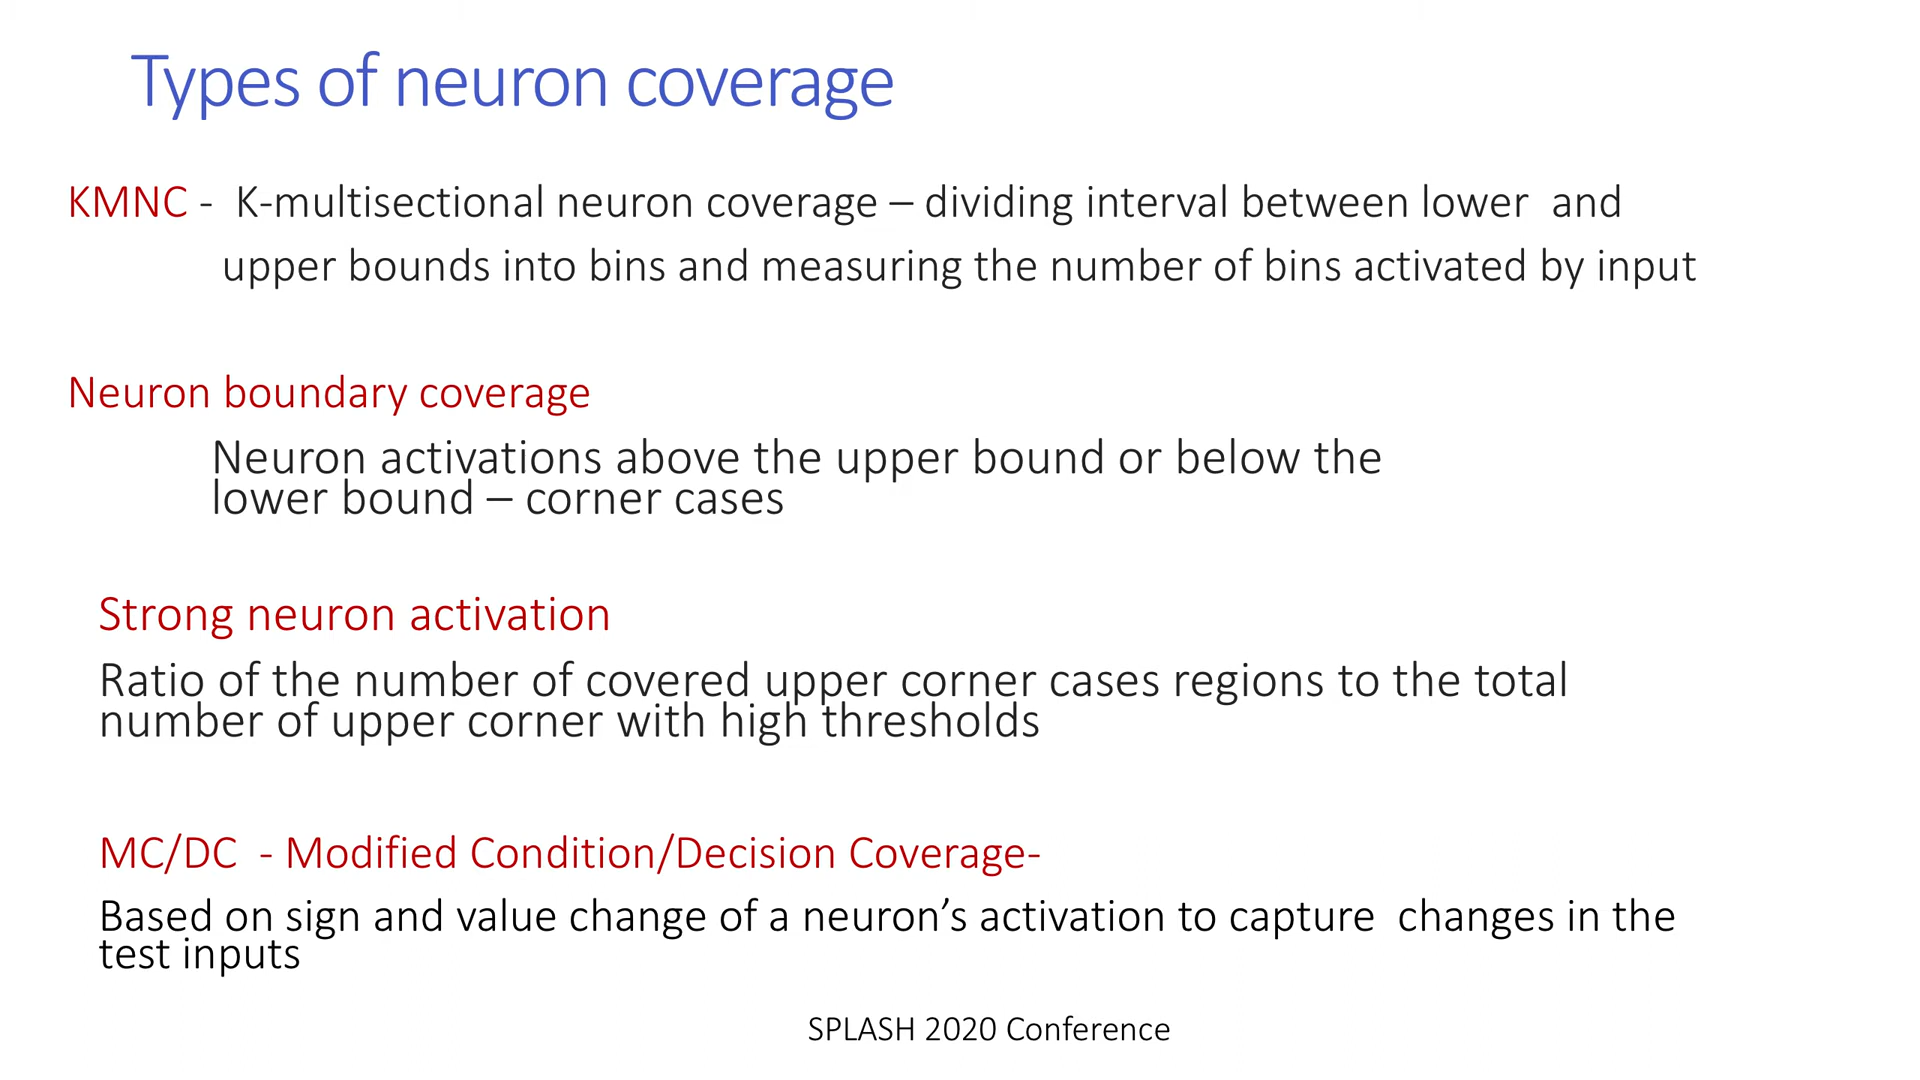 Types of neuron coverage
KMNC - K-multisectional neuron coverage – dividing interval between lower and
upper bounds into bins and measuring the number of bins activated by input
Neuron boundary coverage
Neuron activations above the upper bound or below the
lower bound – corner cases
Strong neuron activation
Ratio of the number of covered upper corner cases regions to the total
number of upper corner with high thresholds
MC/DC - Modified Condition/Decision Coverage-
Based on sign and value change of a neuron’s activation to capture changes in the
test inputs
SPLASH 2020 Conference